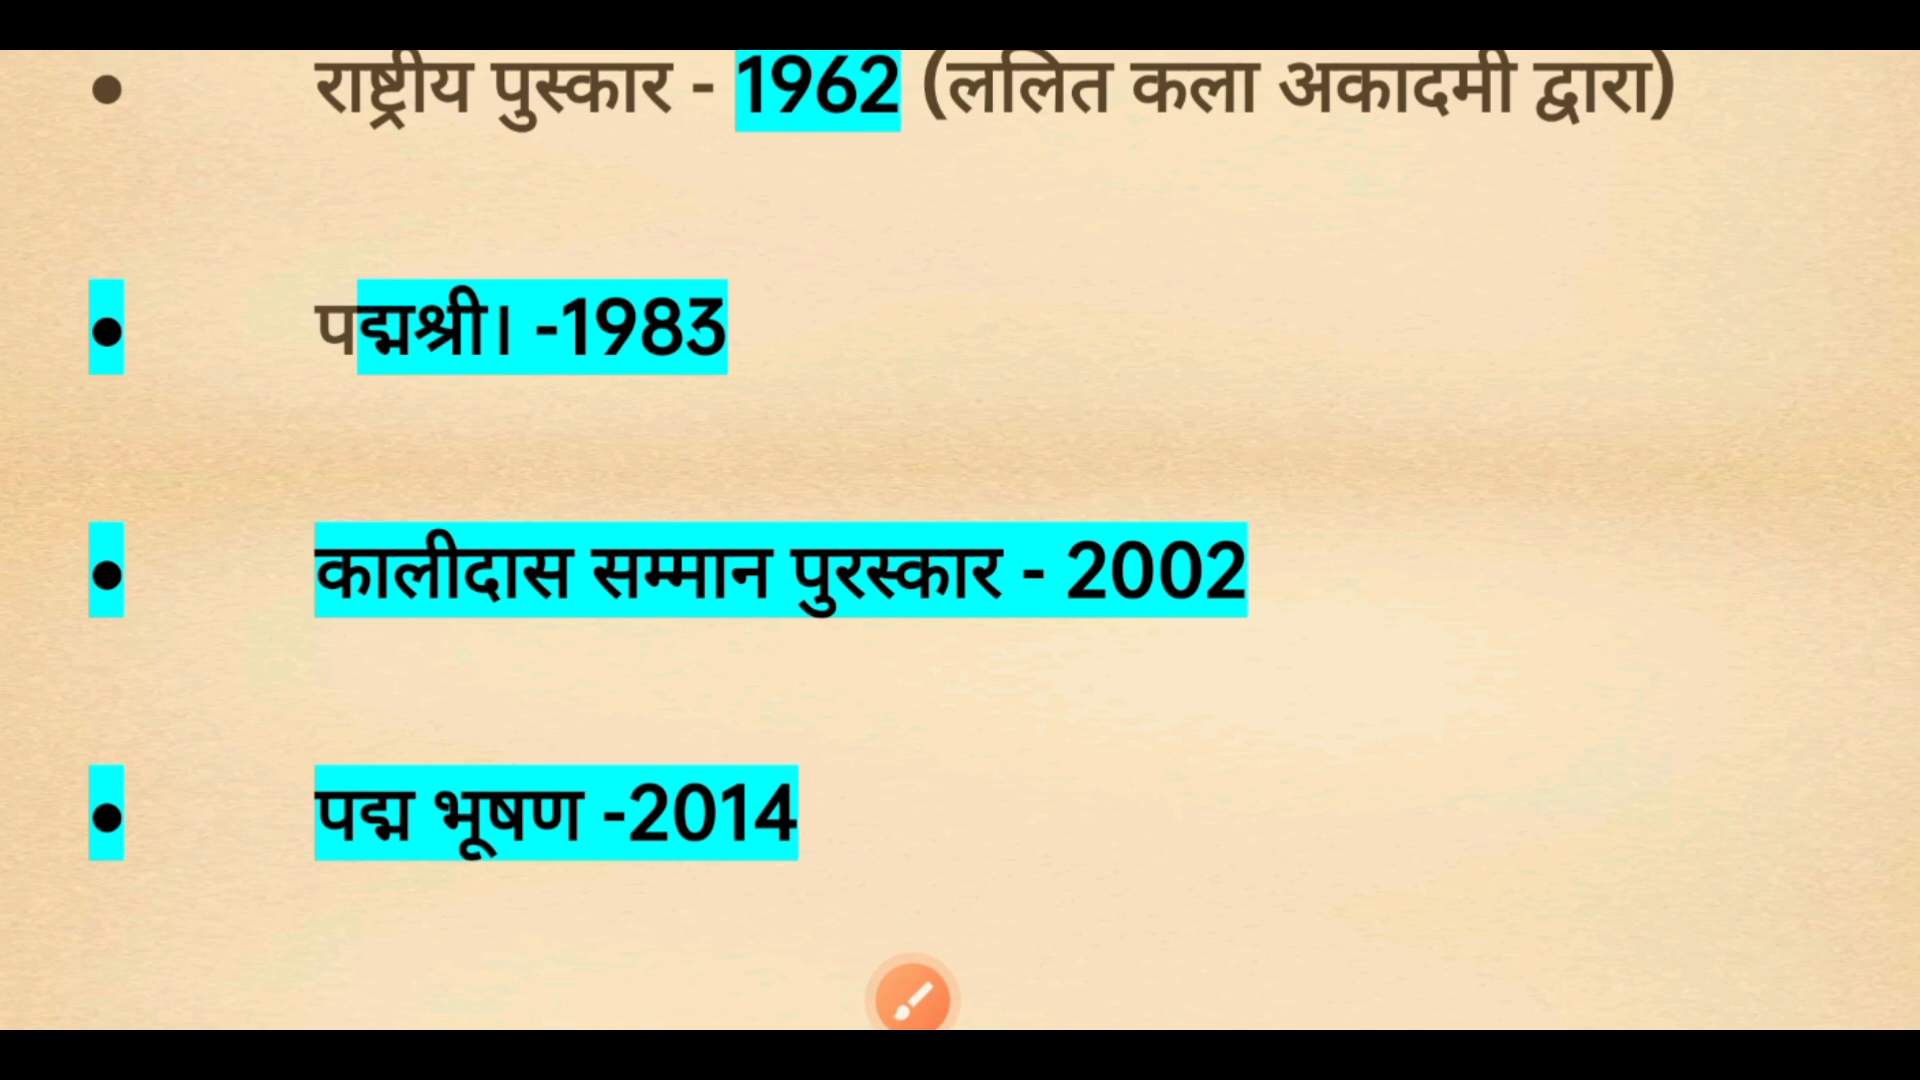 • राष्ट्रीय पुस्कार - 1962 (ललित कला अकादमी द्वारा)
• पद्मश्री। -1983
• कालीदास सम्मान पुरस्कार - 2002
• पद्म भूषण -2014